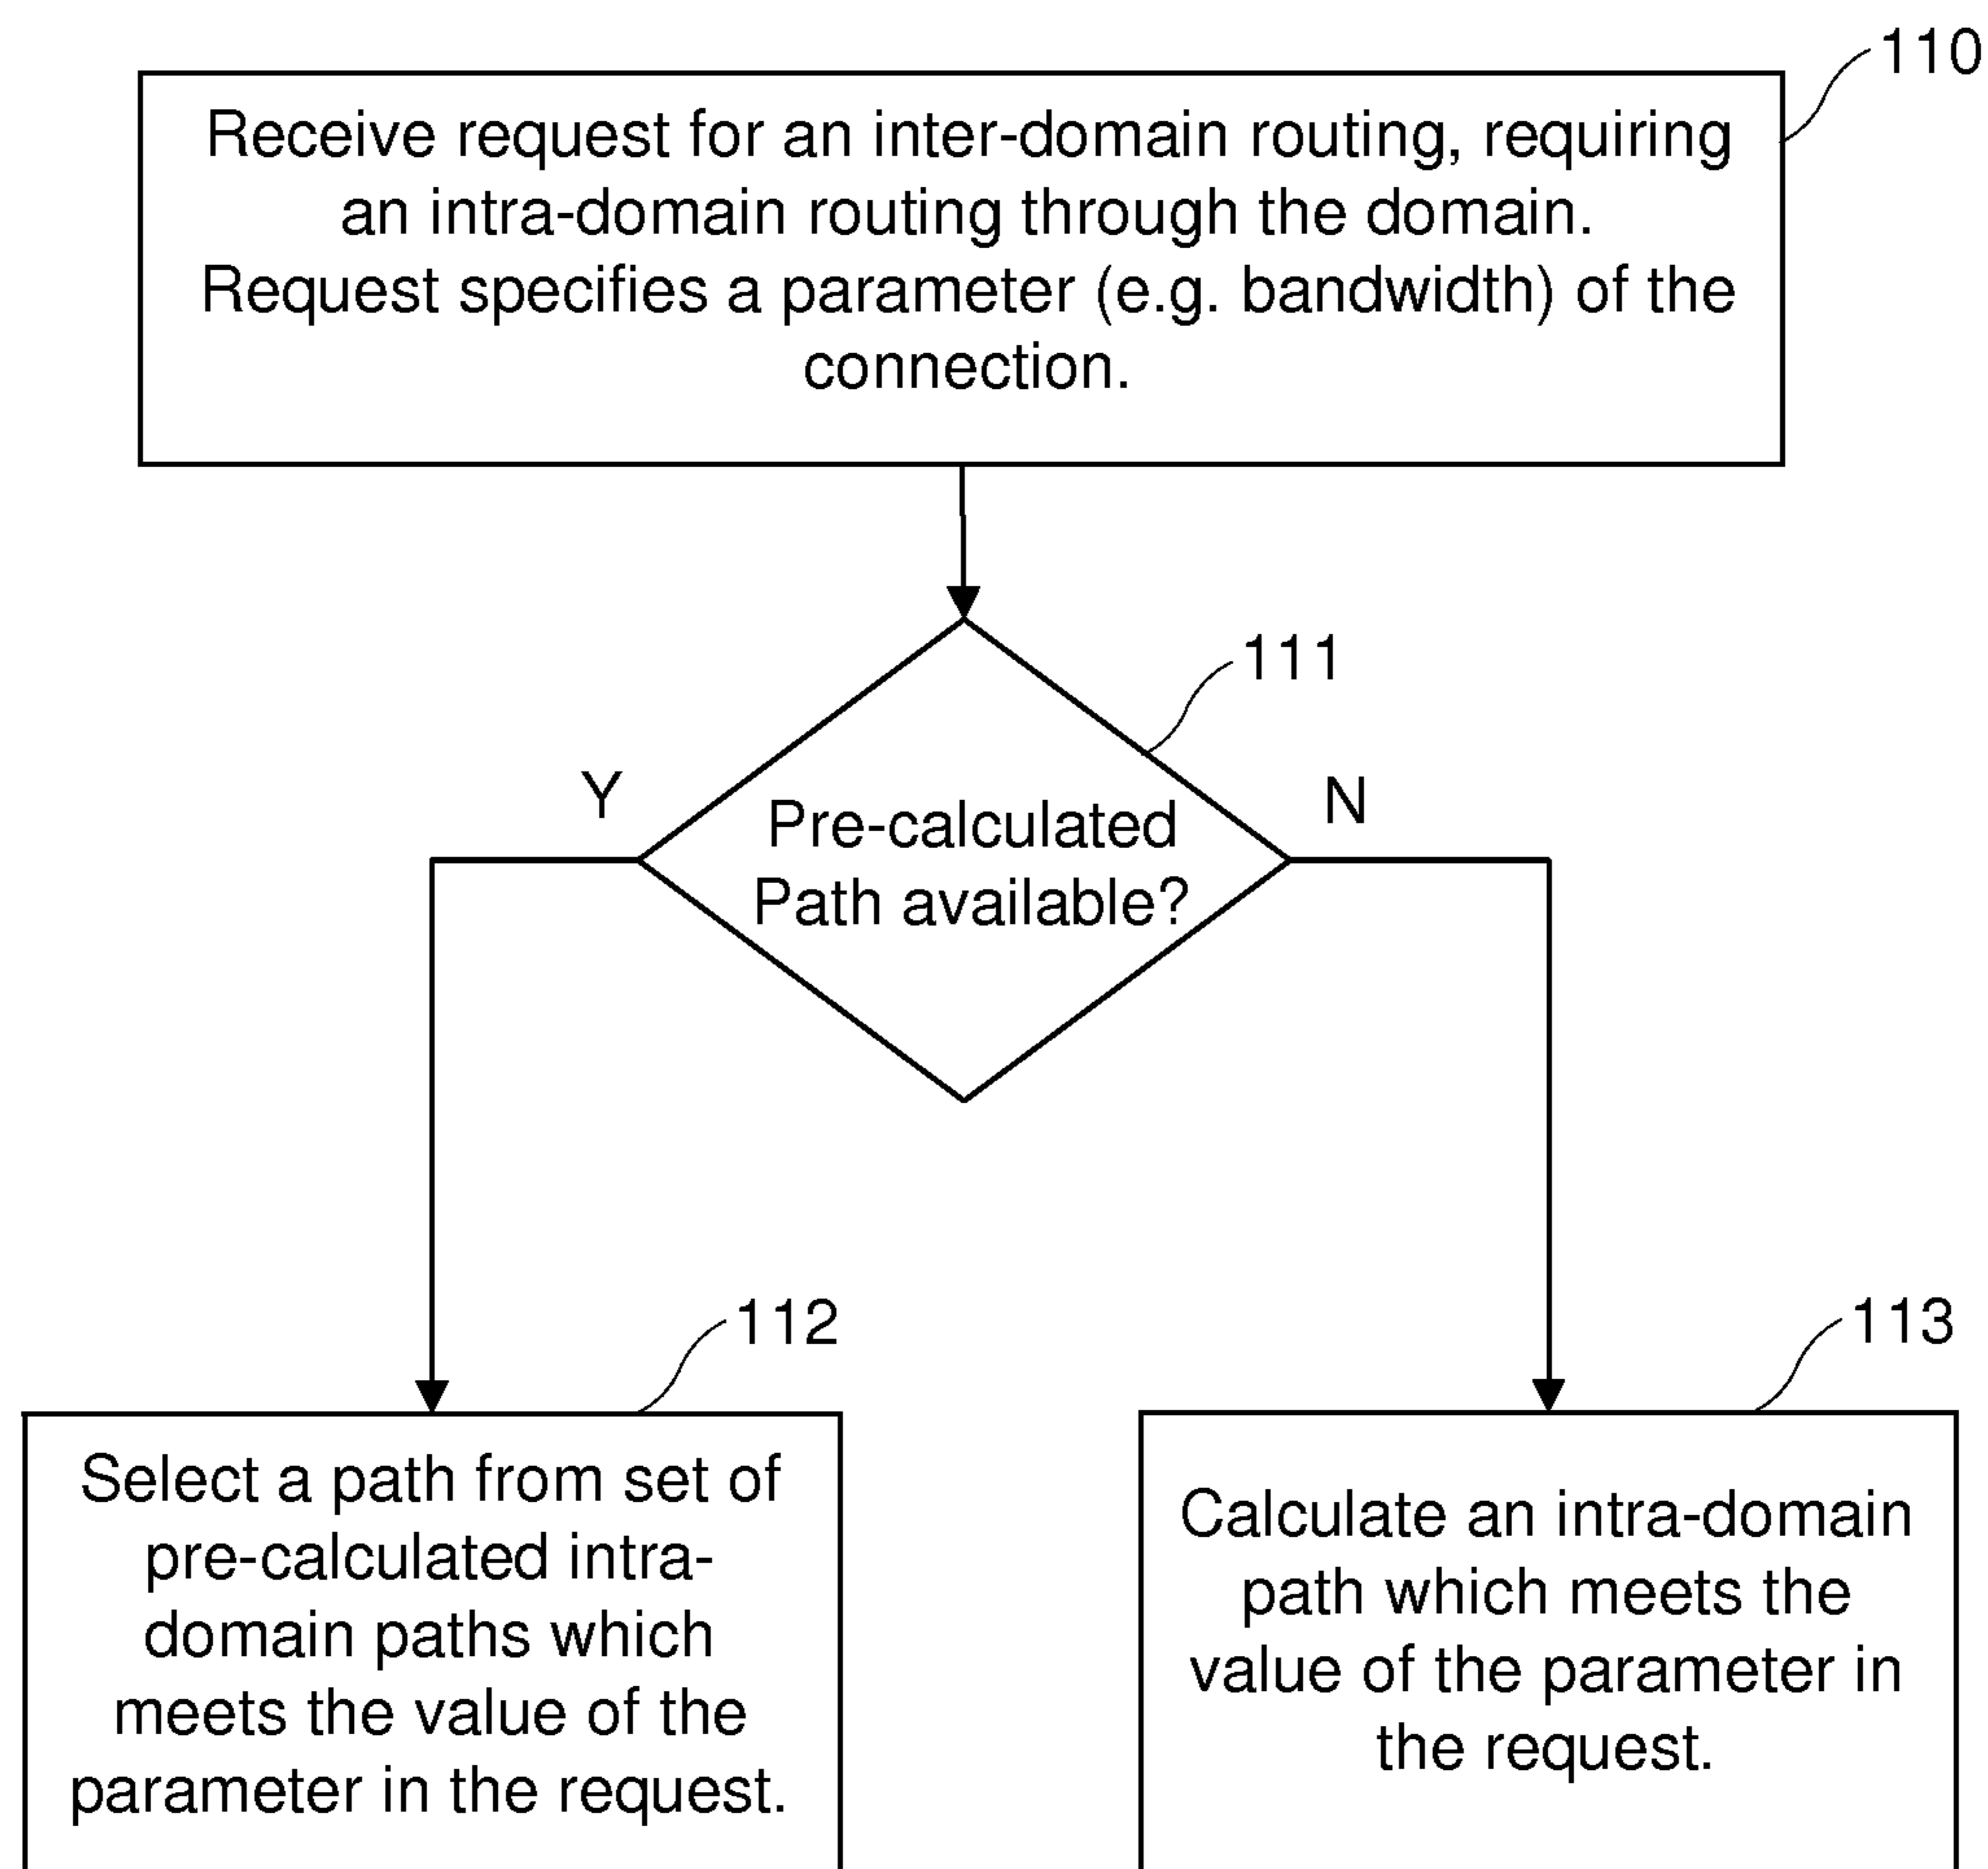 110
Receive request for an inter-domain routing, requiring
an intra-domain routing through the domain.
Request specifies a parameter (e.g. bandwidth) of the
connection.
111
Y
N
Pre-calculated
Path available?
112
113
Select a path from set of
pre-calculated intra-
domain paths which
meets the value of the
parameter in the request.
Calculate an intra-domain
path which meets the
value of the parameter in
the request.